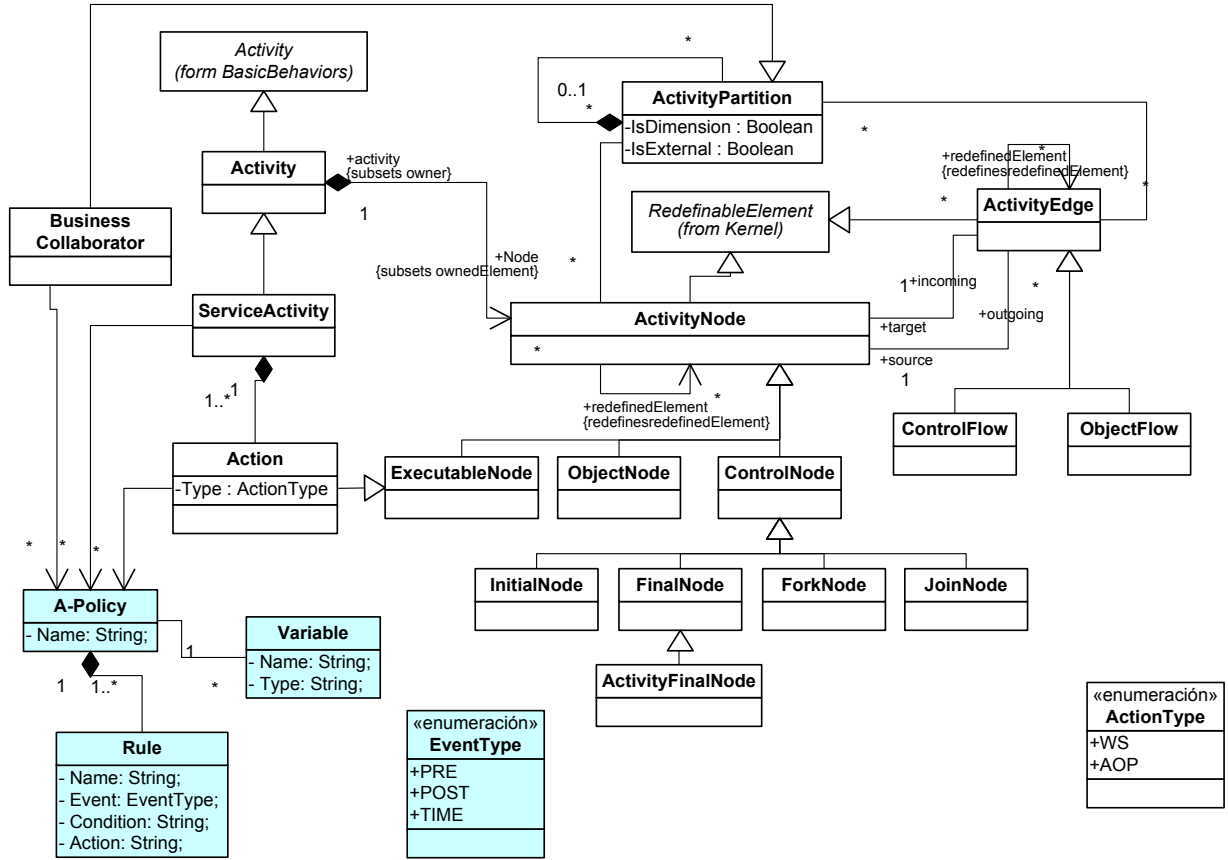 Activity
(form BasicBehaviors)
*
0..1
*
ActivityPartition
-IsDimension : Boolean
-IsExternal : Boolean
*
Activity
+activity
{subsets owner}
1
+redefinedElement
{redefinesredefinedElement}
*
*
ActivityEdge
*
Business
Collaborator
RedefinableElement
(from Kernel)
+Node
{subsets ownedElement}
*
1
+incoming
*
ServiceActivity
ActivityNode
+target
+outgoing
*
+source
1
1..*
1
+redefinedElement
{redefinesredefinedElement}
*
ControlFlow
ObjectFlow
Action
-Type : ActionType
ExecutableNode
ObjectNode
ControlNode
*
*
*
*
InitialNode
FinalNode
ForkNode
JoinNode
A-Policy
- Name: String;
1
Variable
- Name: String;
- Type: String;
*
1
1..*
ActivityFinalNode
Rule
- Name: String;
- Event: EventType;
- Condition: String;
- Action: String;
«enumeración»
EventType
+PRE
+POST
+TIME
«enumeración»
ActionType
+WS
+AOP